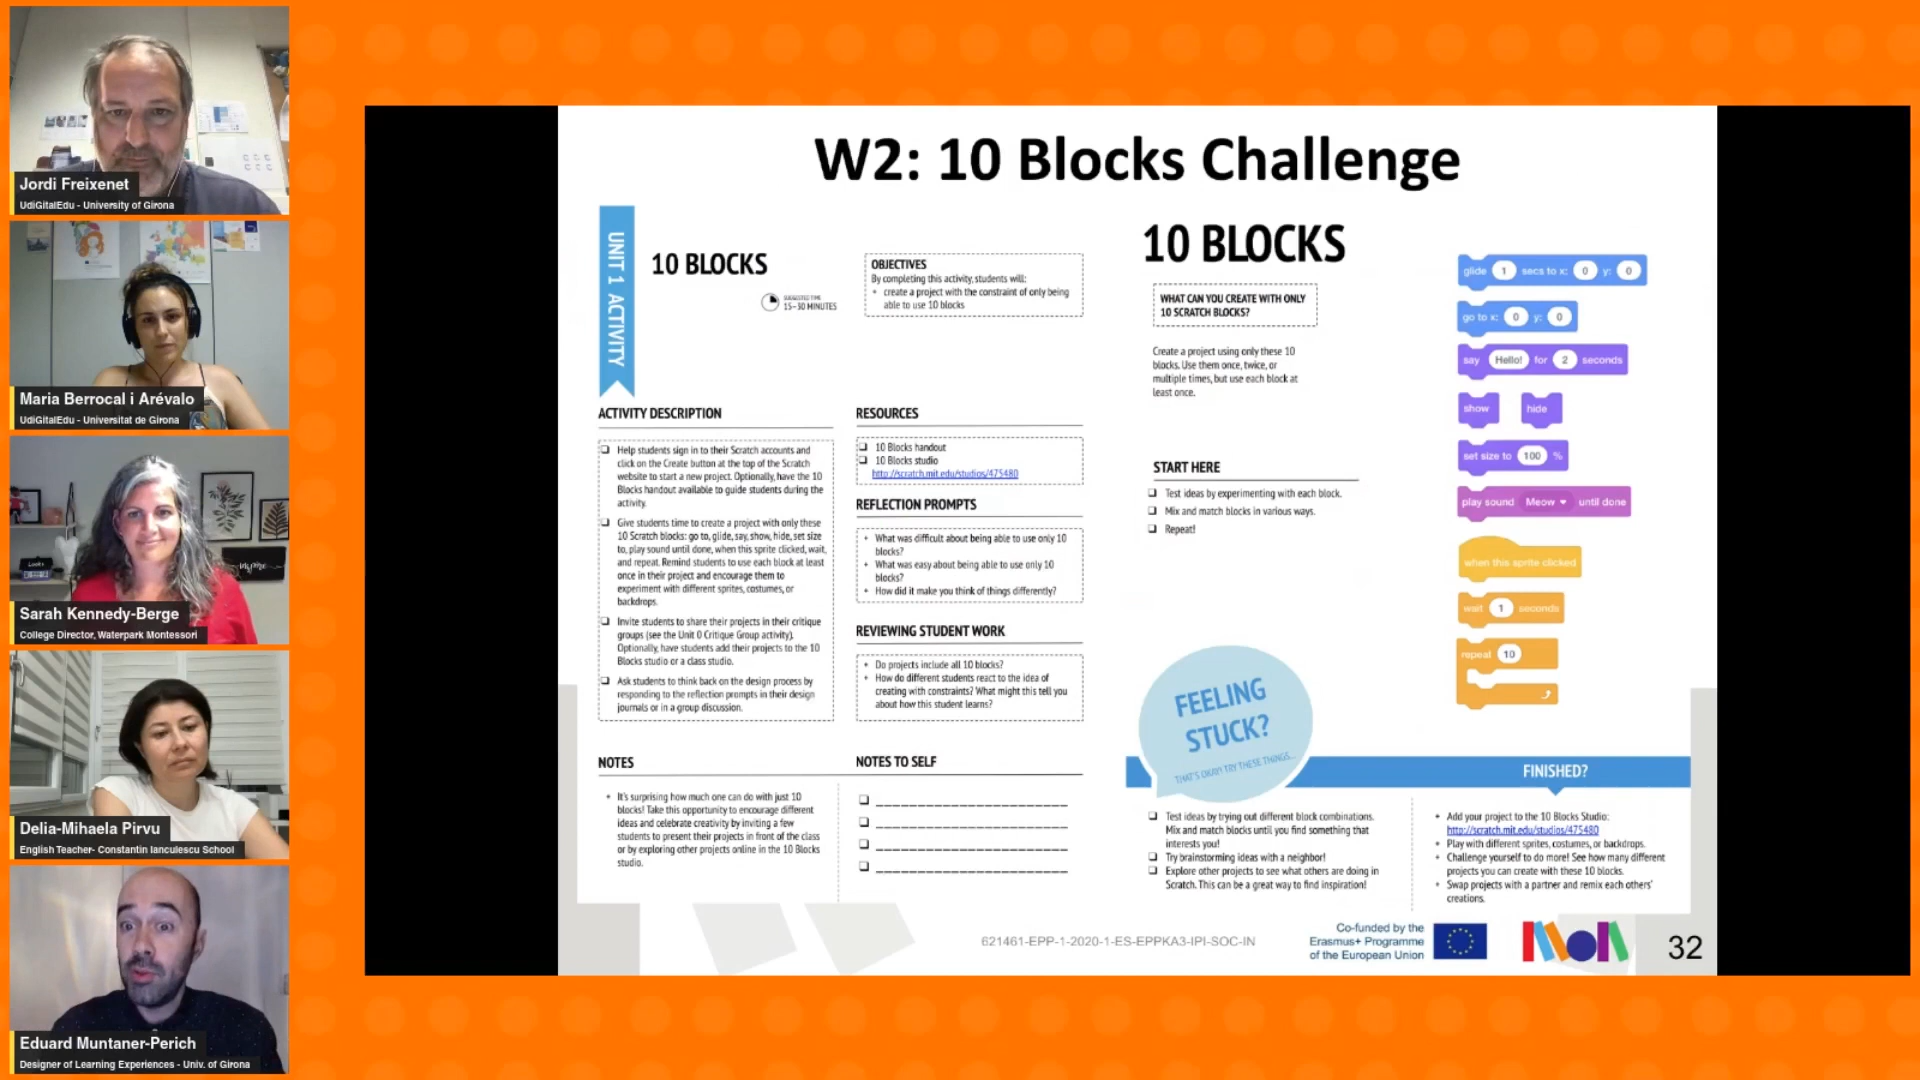 Jordi Freixenet
UdiGitalEdu - University of Girona
Maria Berrocal i Arévalo
UdiGitalEdu - Universitat de Girona
Sarah Kennedy-Berge
College Director, Waterpark Montessori
Delia-Mihaela Pirvu
English Teacher- Constantin Ianculescu School
Eduard Muntaner-Perich
Designer of Learning Experiences - Univ. of Girona
W2: 10 Blocks Challenge
UNIT 1 ACTIVITY
10 BLOCKS
SUGGESTED TIME
15–30 MINUTES
OBJECTIVES
By completing this activity, students will:
+ create a project with the constraint of only being
able to use 10 blocks
ACTIVITY DESCRIPTION
❑ Help students sign in to their Scratch accounts and
click on the Create button at the top of the Scratch
website to start a new project. Optionally, have the 10
Blocks handout available to guide students during the
activity.
❑ Give students time to create a project with only these
10 Scratch blocks: go to, glide, say, show, hide, set size
to, play sound until done, when this sprite clicked, wait,
and repeat. Remind students to use each block at least
once in their project and encourage them to
experiment with different sprites, costumes, or
backdrops.
❑ Invite students to share their projects in their critique
groups (see the Unit 0 Critique Group activity).
Optionally, have students add their projects to the 10
Blocks studio or a class studio.
❑ Ask students to think back on the design process by
responding to the reflection prompts in their design
journals or in a group discussion.
RESOURCES
❑ 10 Blocks handout
❑ 10 Blocks studio
http://scratch.mit.edu/studios/475480
REFLECTION PROMPTS
+ What was difficult about being able to use only 10
blocks?
+ What was easy about being able to use only 10
blocks?
+ How did it make you think of things differently?
REVIEWING STUDENT WORK
+ Do projects include all 10 blocks?
+ How do different students react to the idea of
creating with constraints? What might this tell you
about how this student learns?
NOTES
+ It's surprising how much one can do with just 10
blocks! Take this opportunity to encourage different
ideas and celebrate creativity by inviting a few
students to present their projects in front of the class
or by exploring other projects online in the 10 Blocks
studio.
NOTES TO SELF
❑ ____________________
❑ ____________________
❑ ____________________
❑ ____________________
10 BLOCKS
WHAT CAN YOU CREATE WITH ONLY
10 SCRATCH BLOCKS?
Create a project using only these 10
blocks. Use them once, twice, or
multiple times, but use each block at
least once.
START HERE
❑ Test ideas by experimenting with each block.
❑ Mix and match blocks in various ways.
❑ Repeat!
glide 1 secs to x: 0 y: 0
go to x: 0 y: 0
say Hello! for 2 seconds
show hide
set size to 100 %
play sound Meow until done
when this sprite clicked
wait 1 seconds
repeat 10
FEELING
STUCK?
THAT'S OKAY! TRY THESE THINGS...
❑ Test ideas by trying out different block combinations.
Mix and match blocks until you find something that
interests you!
❑ Try brainstorming ideas with a neighbor!
❑ Explore other projects to see what others are doing in
Scratch. This can be a great way to find inspiration!
FINISHED?
+ Add your project to the 10 Blocks Studio:
http://scratch.mit.edu/studios/475480
+ Play with different sprites, costumes, or backdrops.
+ Challenge yourself to do more! See how many different
projects you can create with these 10 blocks.
+ Swap projects with a partner and remix each others'
creations.
621461-EPP-1-2020-1-ES-EPPKA3-IPI-SOC-IN
Co-funded by the
Erasmus+ Programme
of the European Union
32